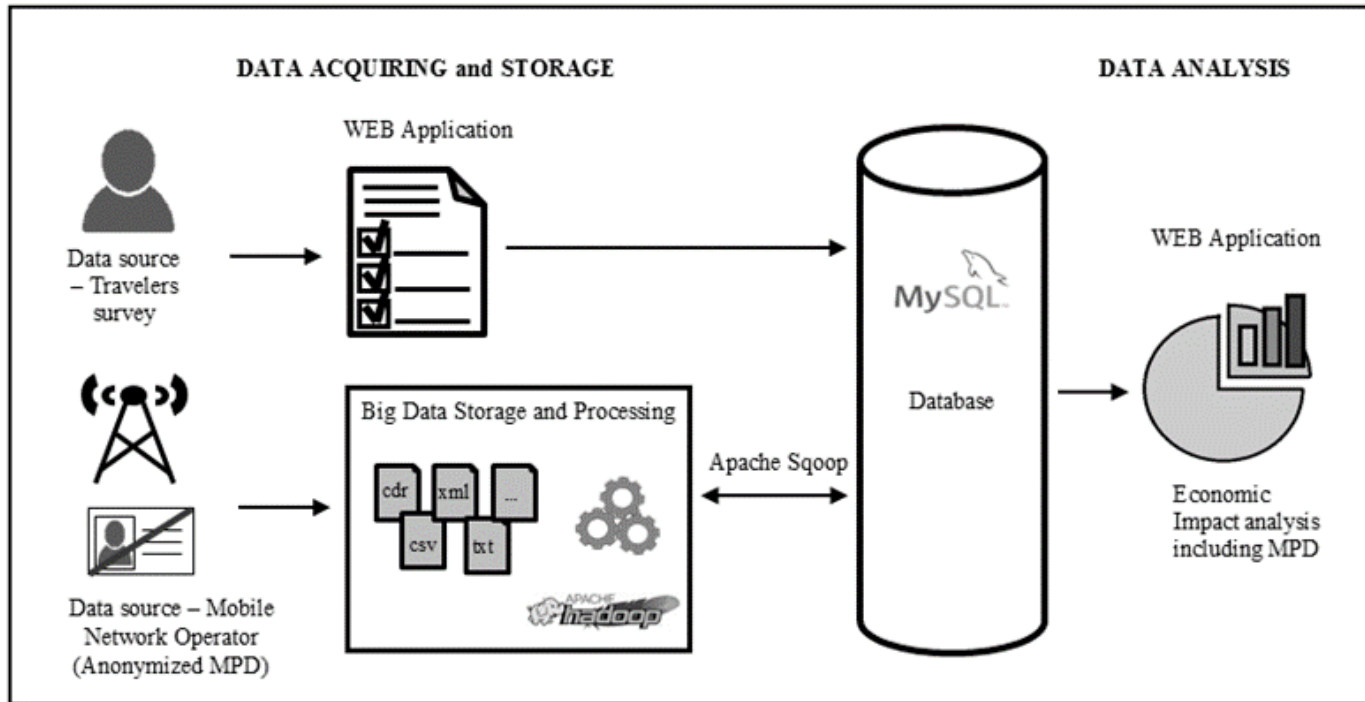 DATA ACQUIRING and STORAGE
DATA ANALYSIS
WEB Application
Data source
– Travelers
survey
MySQL
Database
WEB Application
Big Data Storage and Processing
cdr
xml
...
csv
txt
APACHE
hadoop
Apache Sqoop
Economic
Impact analysis
including MPD
Data source – Mobile
Network Operator
(Anonymized MPD)